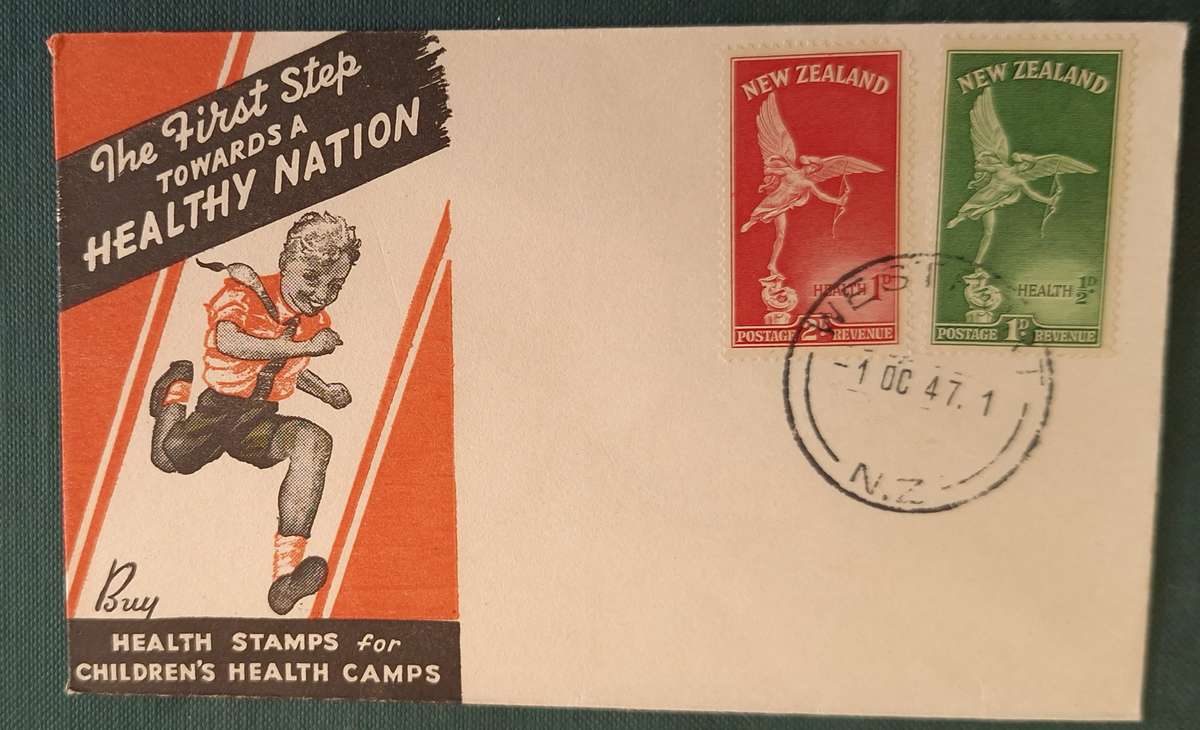 The First Step
TOWARDS A
HEALTHY NATION
Buy
HEALTH STAMPS for
CHILDREN'S HEALTH CAMPS
NEW ZEALAND
HEALTH 1D
POSTAGE 2D REVENUE
NEW ZEALAND
HEALTH ½D
POSTAGE 1D REVENUE
-1 OC 47. 1
N.Z